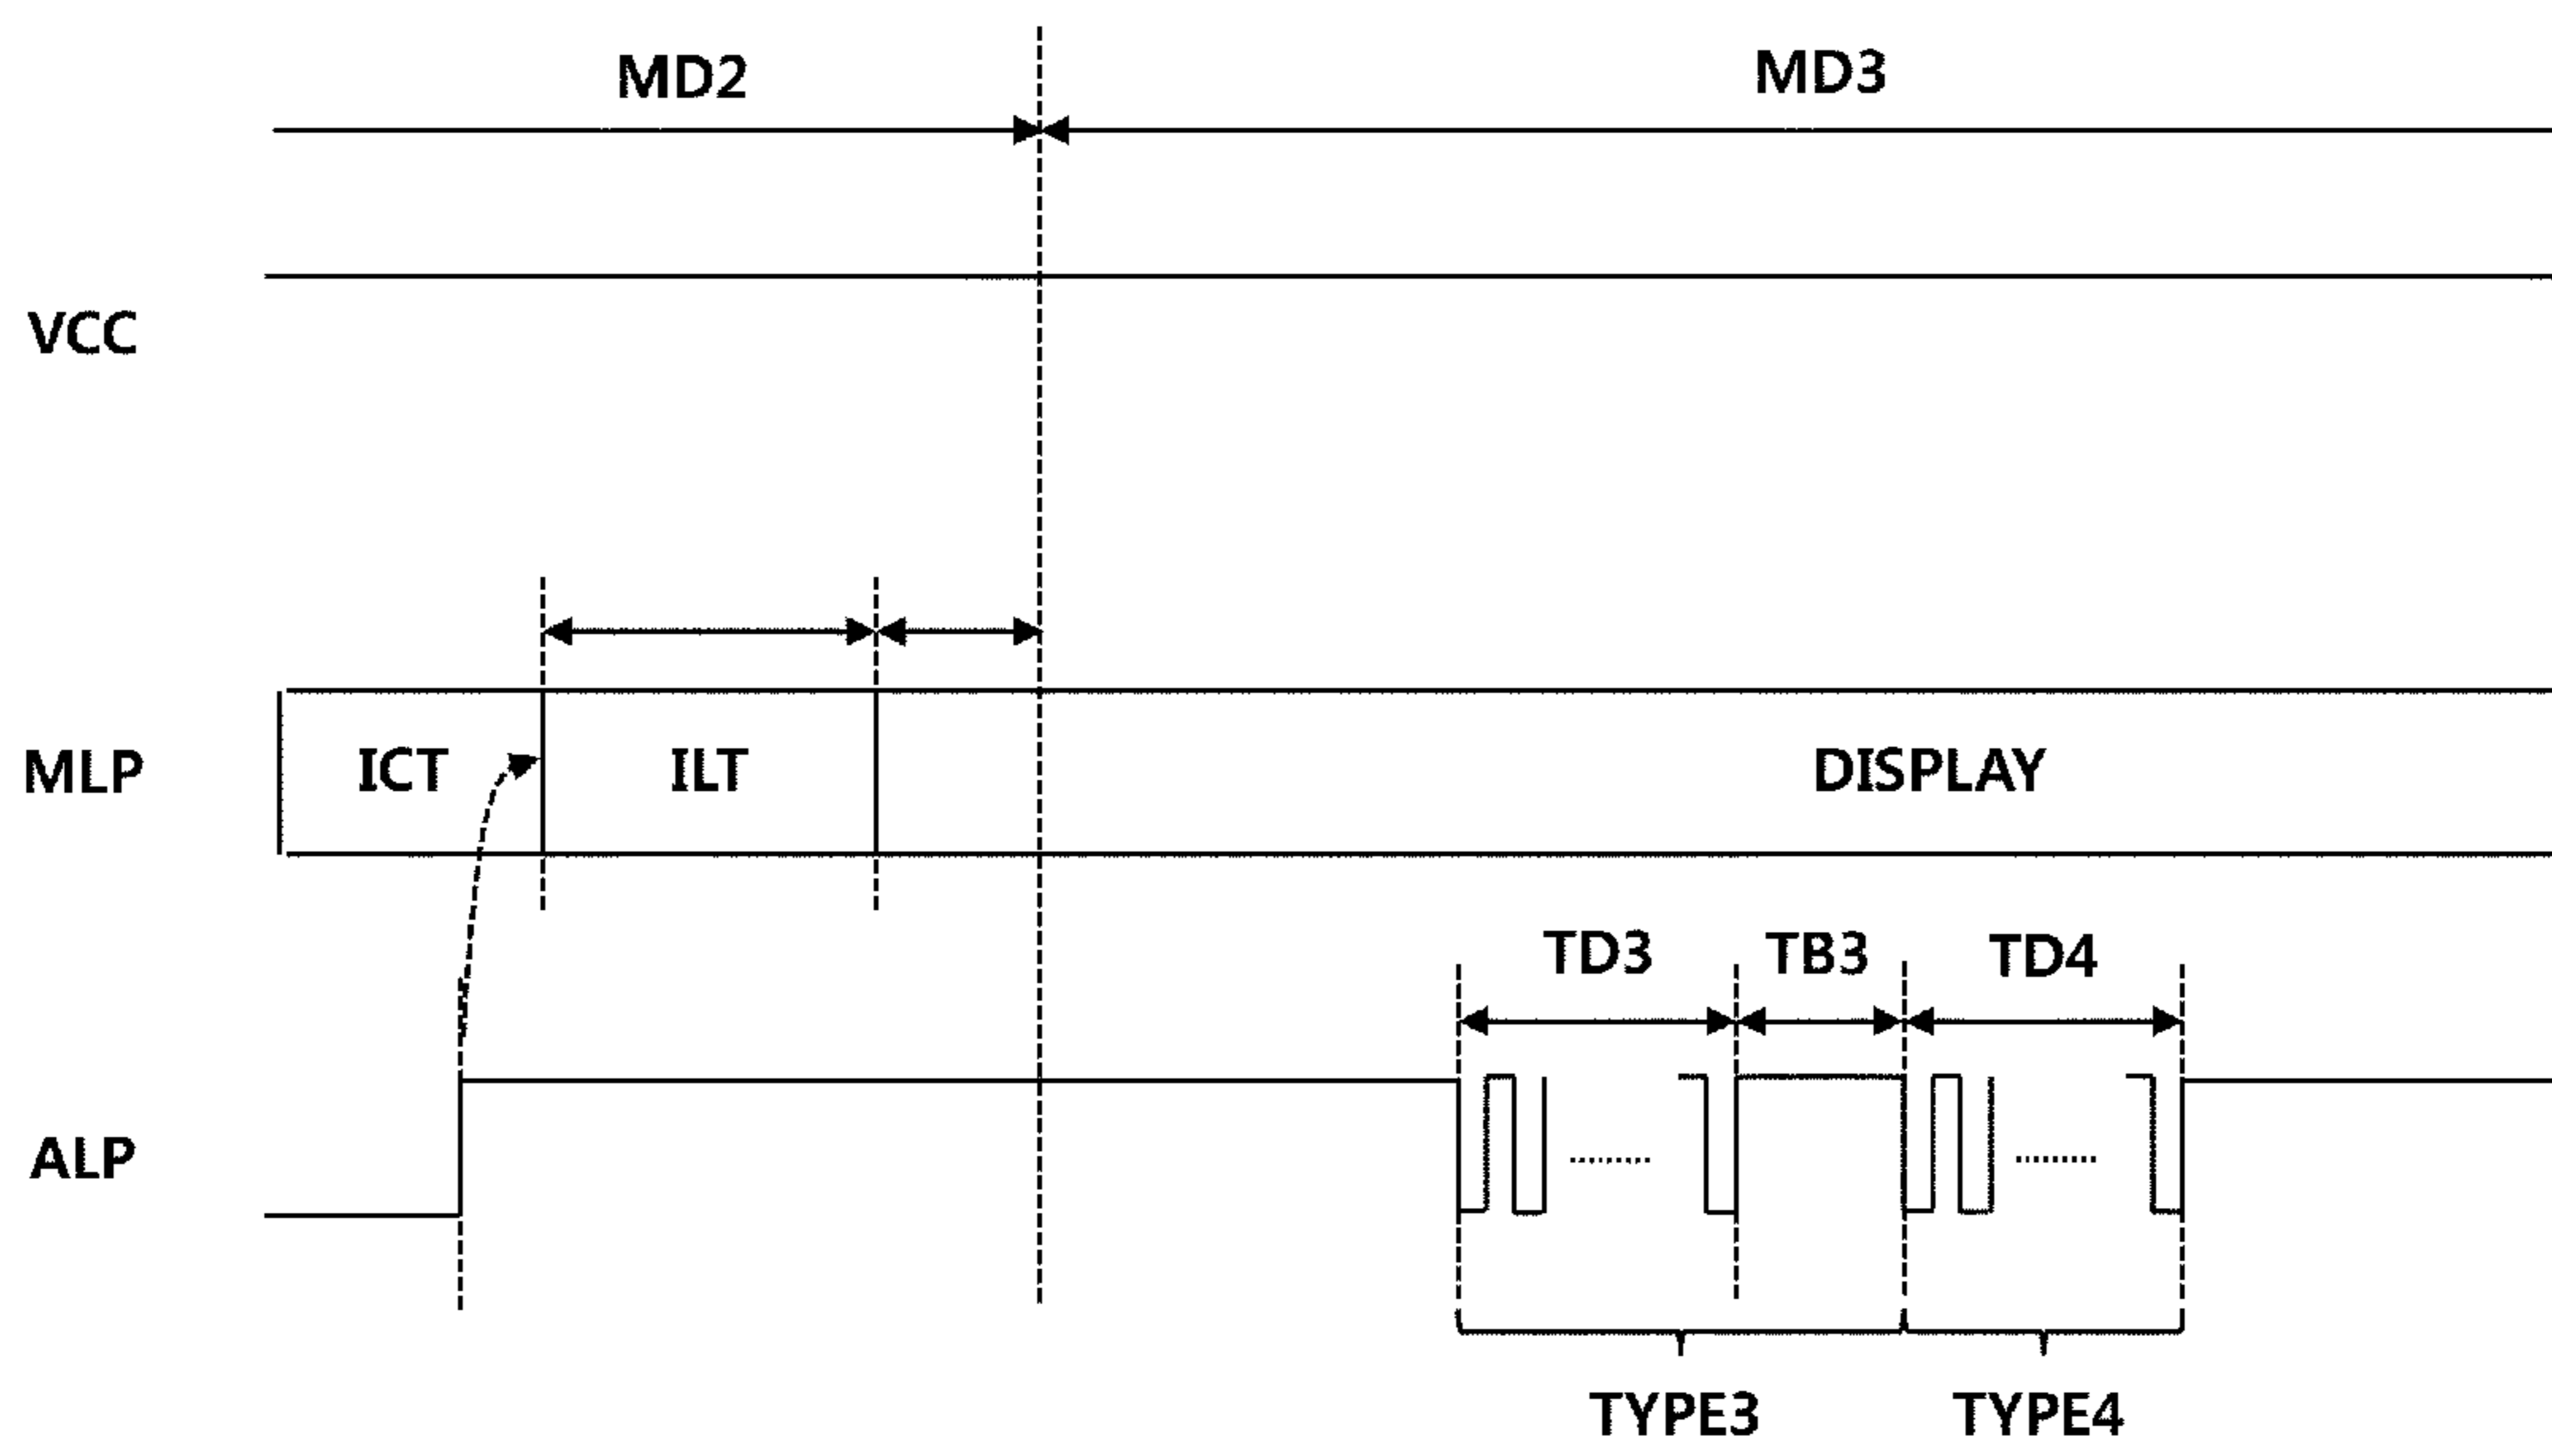 MD2 MD3
VCC
MLP ICT ILT DISPLAY
TD3 TB3 TD4
ALP
TYPE3 TYPE4